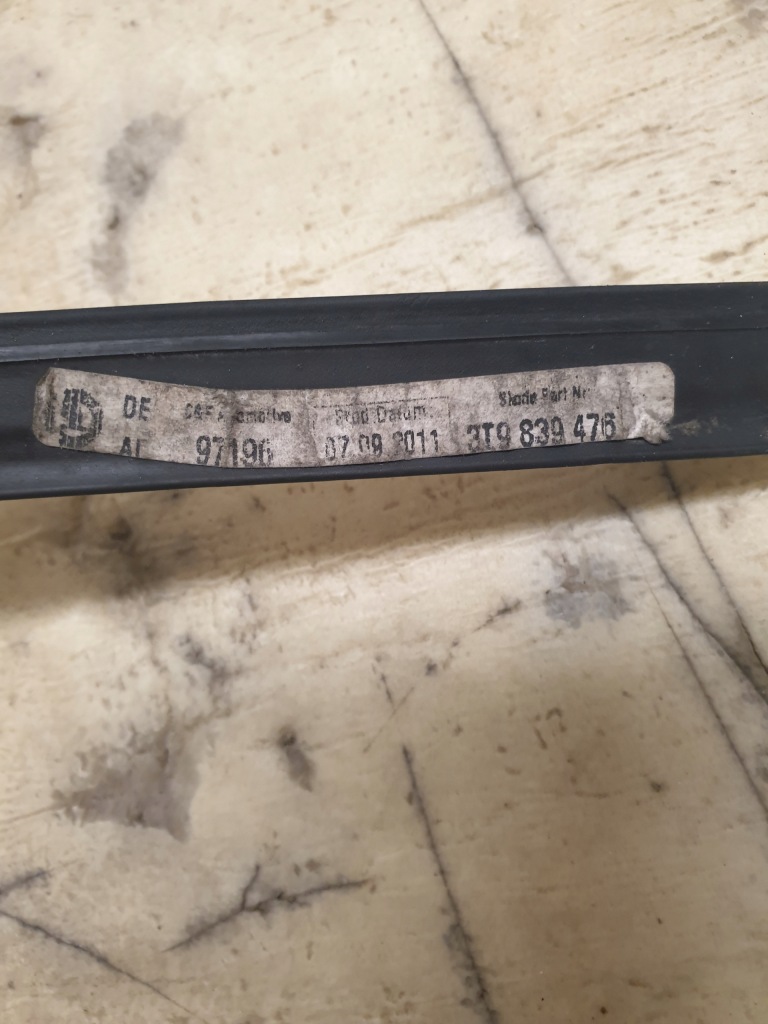 DE
AL
97196
Prod Datum
07 09 2011
Skoda Part Nr
3T9 839 476